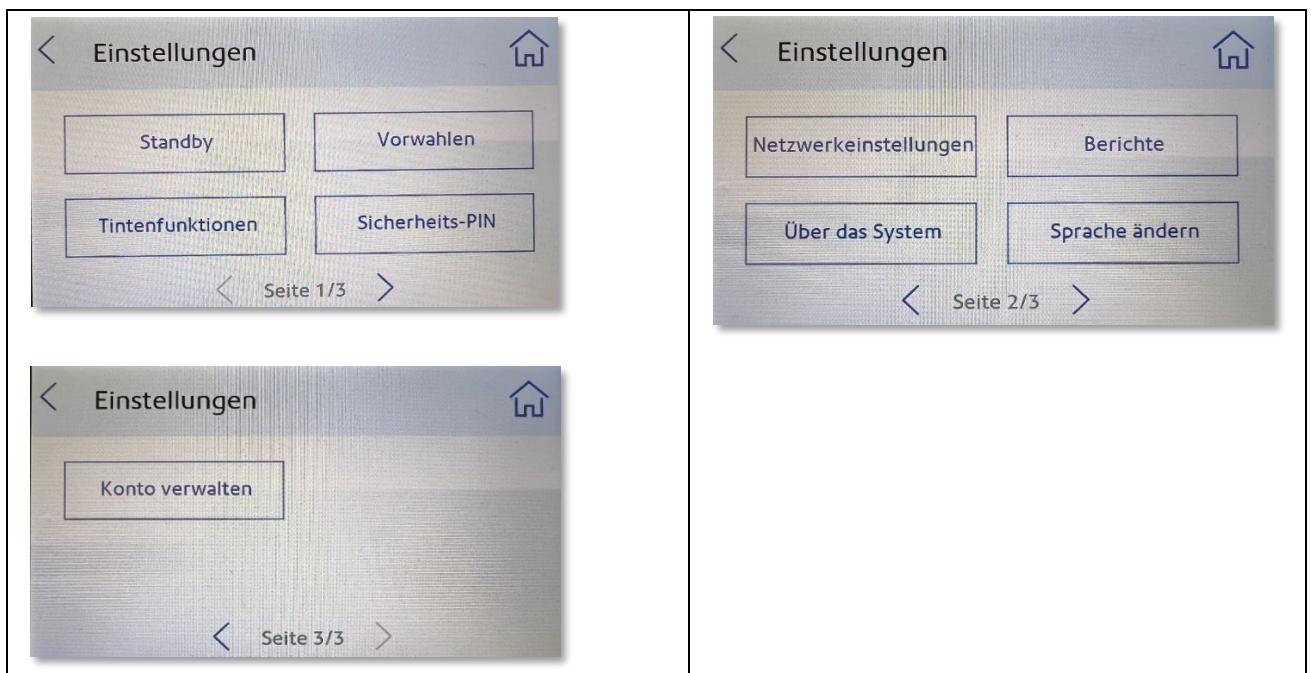 Einstellungen
Standby
Vorwahlen
Tintenfunktionen
Sicherheits-PIN
Seite 1/3
Einstellungen
Netzwerkeinstellungen
Berichte
Über das System
Sprache ändern
Seite 2/3
Einstellungen
Konto verwalten
Seite 3/3